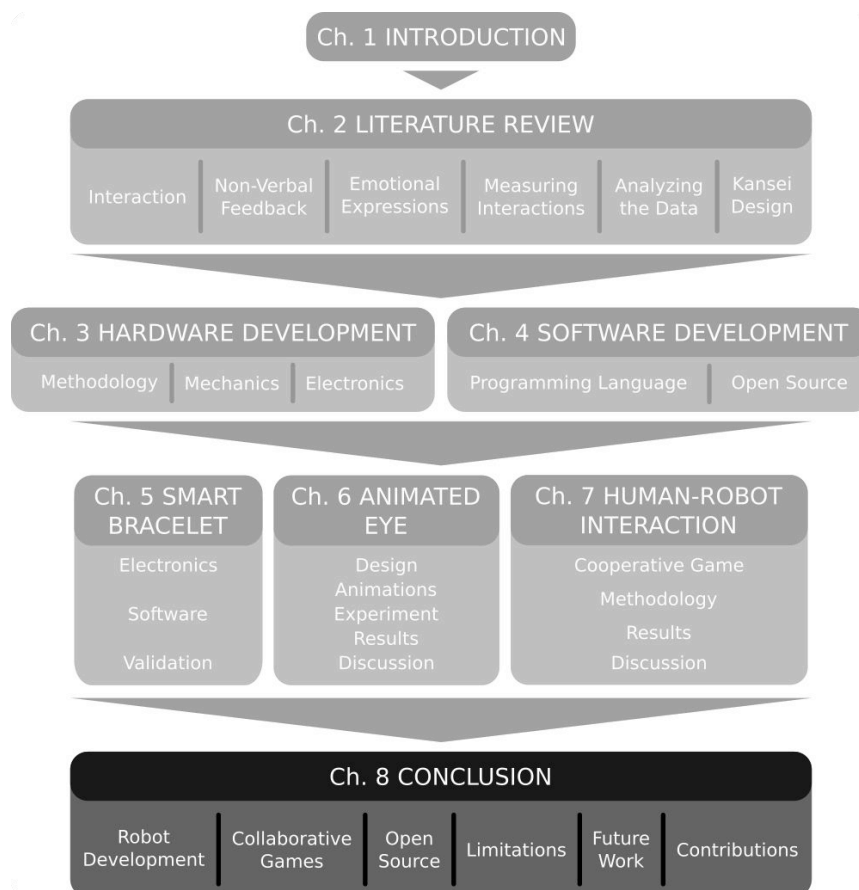 Ch. 1 INTRODUCTION
Ch. 2 LITERATURE REVIEW
Interaction
Non-Verbal
Feedback
Emotional
Expressions
Measuring
Interactions
Analyzing
the Data
Kansei
Design
Ch. 3 HARDWARE DEVELOPMENT
Methodology
Mechanics
Electronics
Ch. 4 SOFTWARE DEVELOPMENT
Programming Language
Open Source
Ch. 5 SMART
BRACELET
Electronics
Software
Validation
Ch. 6 ANIMATED
EYE
Design
Animations
Experiment
Results
Discussion
Ch. 7 HUMAN-ROBOT
INTERACTION
Cooperative Game
Methodology
Results
Discussion
Ch. 8 CONCLUSION
Robot
Development
Collaborative
Games
Open
Source
Limitations
Future
Work
Contributions